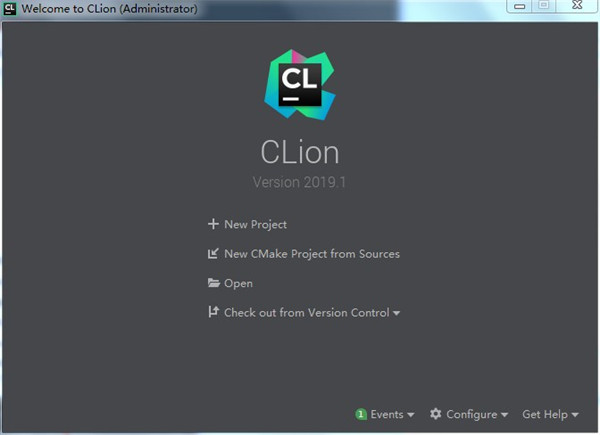 CL Welcome to CLion (Administrator)
CL
CLion
Version 2019.1
New Project
New CMake Project from Sources
Open
Check out from Version Control
1 Events Configure Get Help